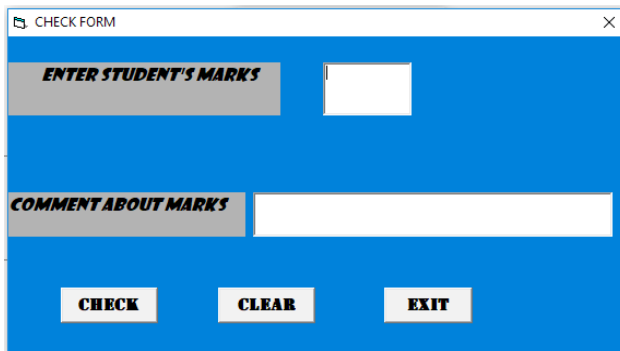 CHECK FORM
ENTER STUDENT'S MARKS
COMMENT ABOUT MARKS
CHECK CLEAR EXIT